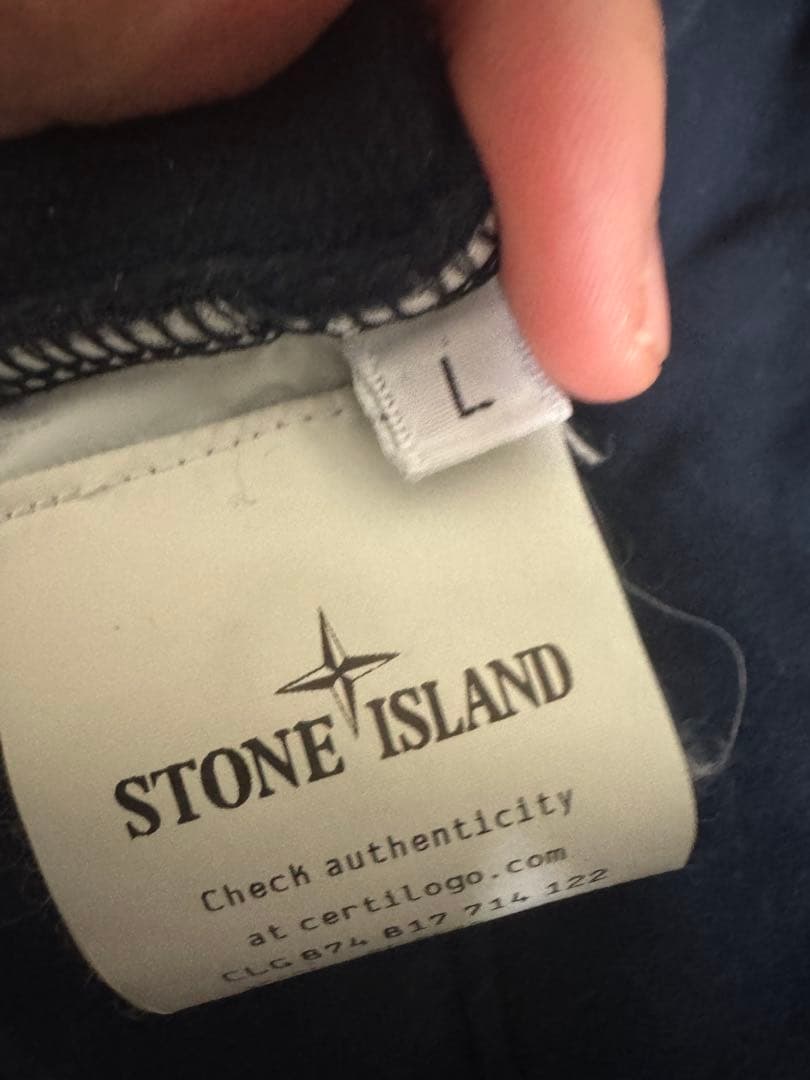 L
STONE ISLAND
Check authenticity
at certilogo.com
CLG 874 817 714 122